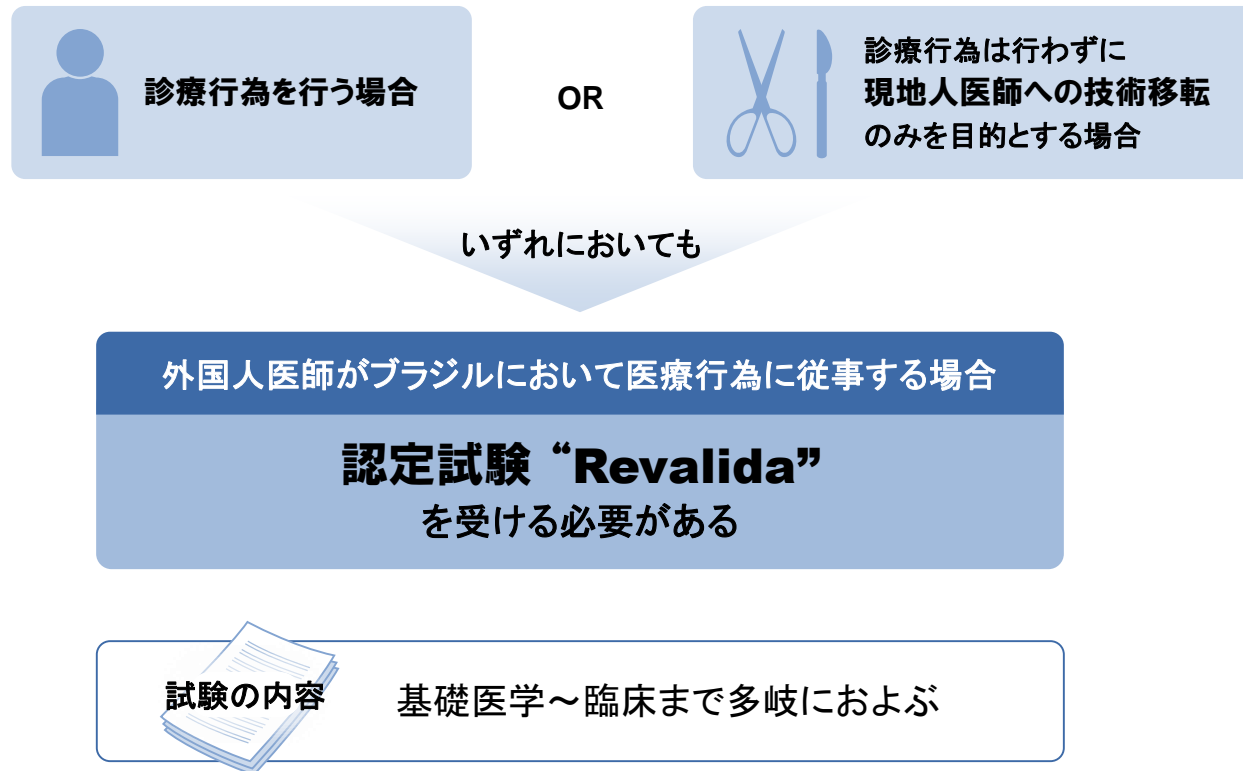 診療行為を行う場合
OR
診療行為は行わずに
現地人医師への技術移転
のみを目的とする場合
いずれにおいても
外国人医師がブラジルにおいて医療行為に従事する場合
認定試験 “Revalida”
を受ける必要がある
試験の内容
基礎医学～臨床まで多岐におよぶ